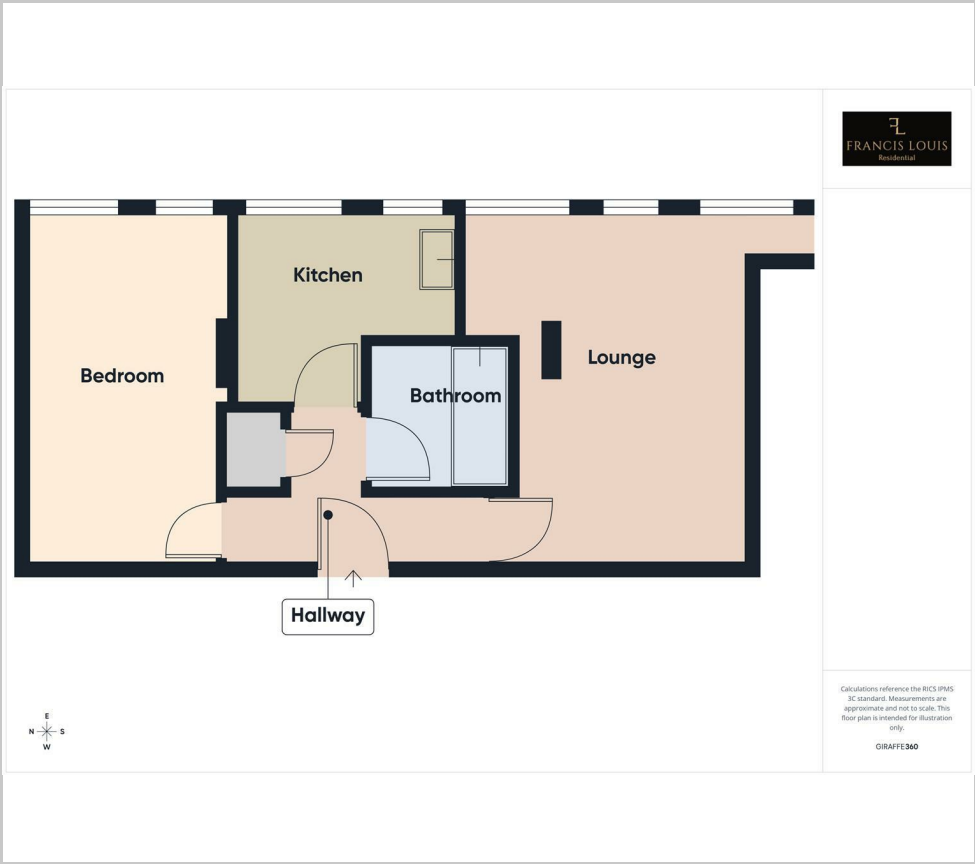 FL
FRANCIS LOUIS
Residential
Kitchen
Bedroom
Lounge
Bathroom
Hallway
E
N S
W
Calculations reference the RICS IPMS
3C standard. Measurements are
approximate and not to scale. This
floor plan is intended for illustration
only.
GIRAFFE360